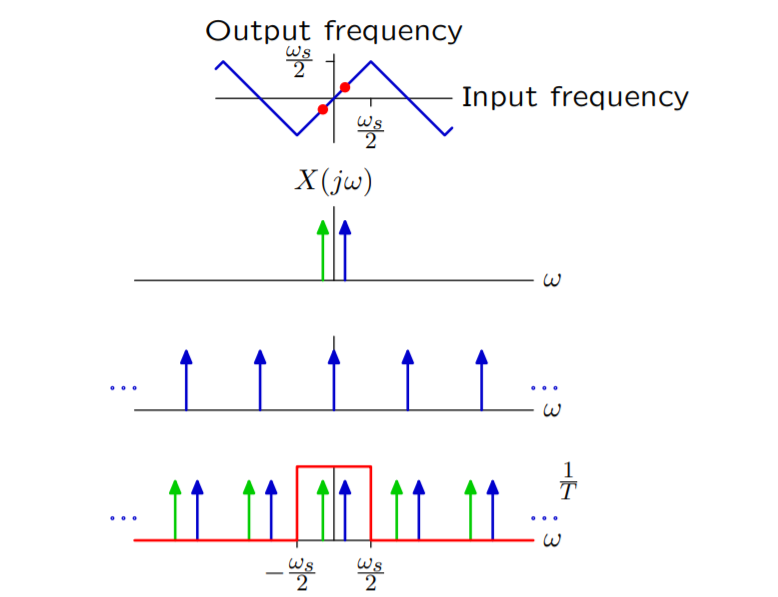 Output frequency
ωs/2
Input frequency
ωs/2
X(jω)
ω
... ...
ω
1/T
... ...
ω
−ωs/2 ωs/2